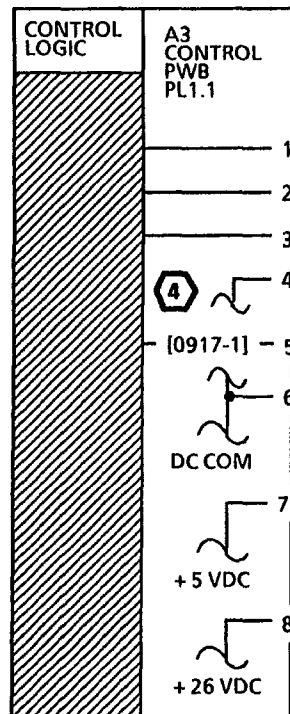 CONTROL
LOGIC
A3
CONTROL
PWB
PL1.1
1
2
3
4
4
[0917-1]
5
6
DC COM
7
+ 5 VDC
8
+ 26 VDC